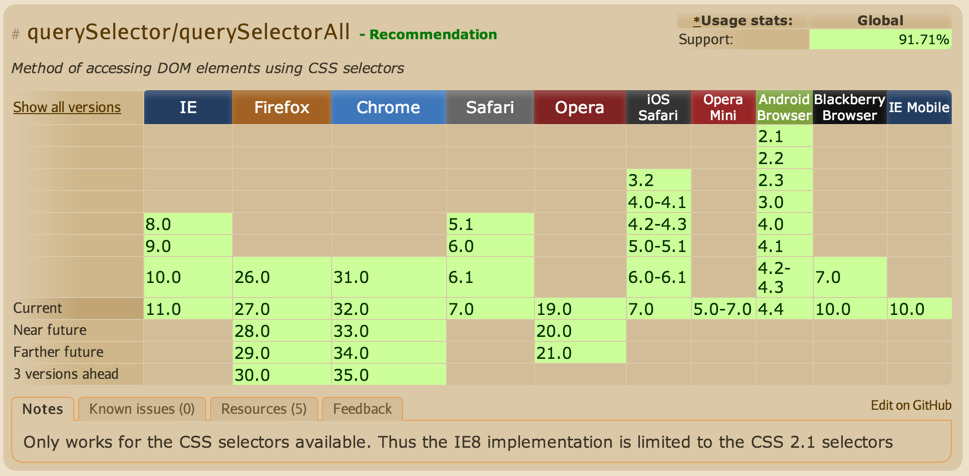 # querySelector/querySelectorAll - Recommendation
*Usage stats: Global
Support: 91.71%
Method of accessing DOM elements using CSS selectors
Show all versions IE Firefox Chrome Safari Opera iOS Safari Opera Mini Android Browser Blackberry Browser IE Mobile
2.1
2.2
3.2 2.3
4.0-4.1 3.0
8.0 5.1 4.2-4.3 4.0
9.0 6.0 5.0-5.1 4.1
10.0 26.0 31.0 6.1 6.0-6.1 4.2-4.3 7.0
Current 11.0 27.0 32.0 7.0 19.0 7.0 5.0-7.0 4.4 10.0 10.0
Near future 28.0 33.0 20.0
Farther future 29.0 34.0 21.0
3 versions ahead 30.0 35.0
Notes Known issues (0) Resources (5) Feedback Edit on GitHub
Only works for the CSS selectors available. Thus the IE8 implementation is limited to the CSS 2.1 selectors